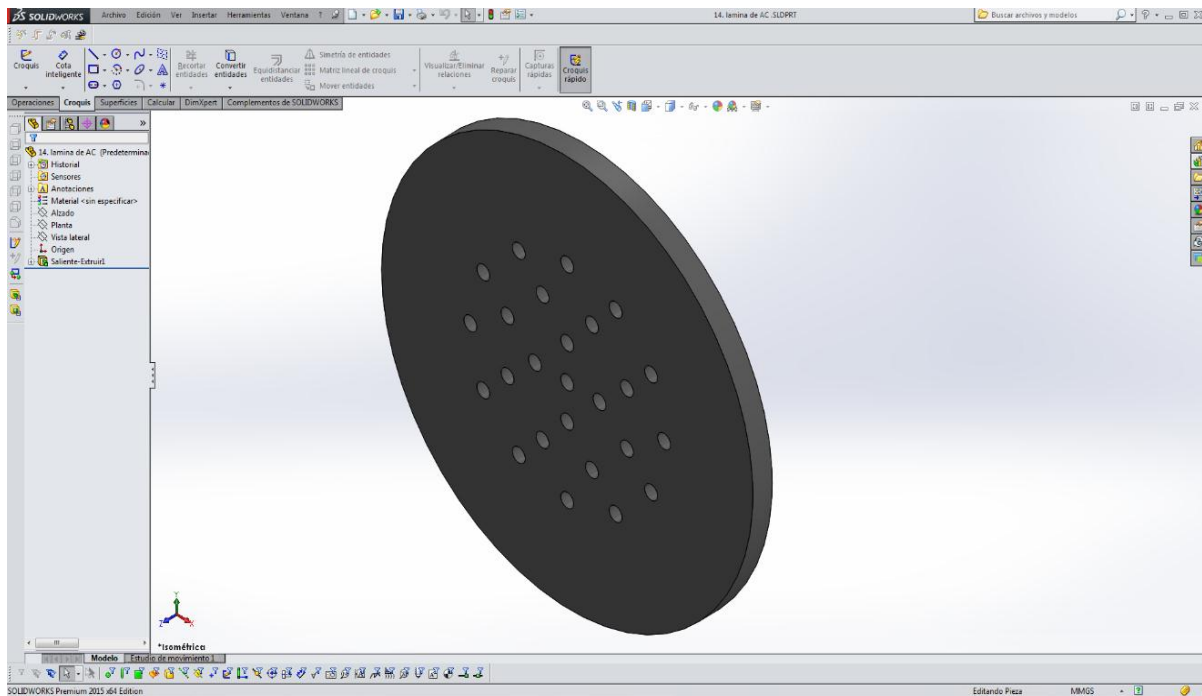 SOLIDWORKS Archivo Edición Ver Insertar Herramientas Ventana ? 14. lamina de AC .SLDPRT Buscar archivos y modelos
Croquis Cota inteligente Recortar entidades Convertir entidades Equidistanciar entidades Simetría de entidades Matriz lineal de croquis Mover entidades Visualizar/Eliminar relaciones Reparar croquis Capturas rápidas Croquis rápido
Operaciones Croquis Superficies Calcular DimXpert Complementos de SOLIDWORKS
14. lamina de AC (Predetermina
Historial
Sensores
Anotaciones
Material <sin especificar>
Alzado
Planta
Vista lateral
Origen
Saliente-Extruir1
Y
Z X
*Isométrica
Modelo Estudio de movimiento 1
SOLIDWORKS Premium 2015 x64 Edition Editando Pieza MMGS